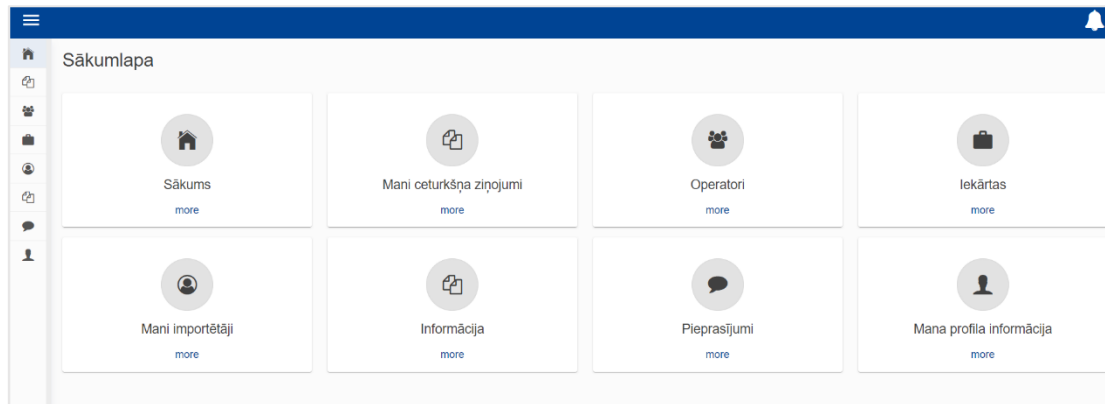 Sākumlapa
Sākums
more
Mani ceturkšņa ziņojumi
more
Operatori
more
Iekārtas
more
Mani importētāji
more
Informācija
more
Pieprasījumi
more
Mana profila informācija
more